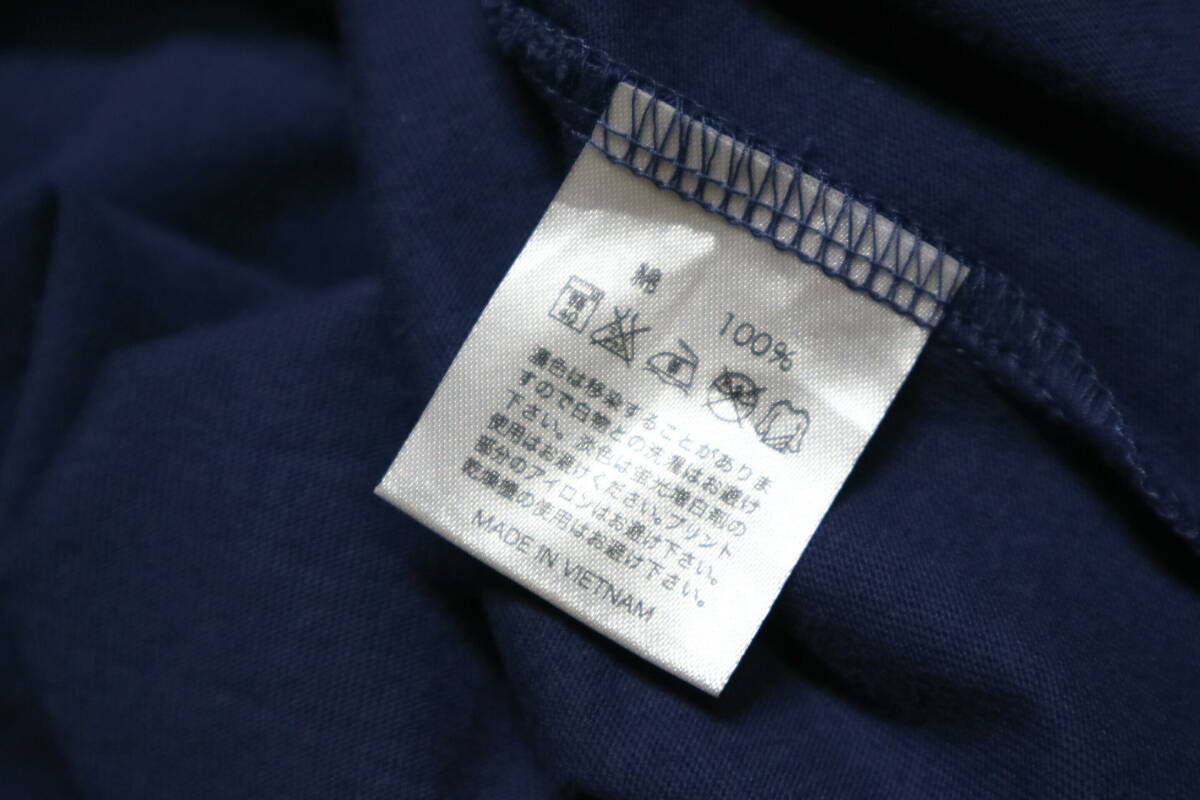 綿 100%
濃色は移染することがありま
すので白物との洗濯はお避け
下さい。淡色は蛍光増白剤の
使用はお避けください。プリント
部分のアイロンはお避け下さい。
乾燥機の使用はお避け下さい。
MADE IN VIETNAM